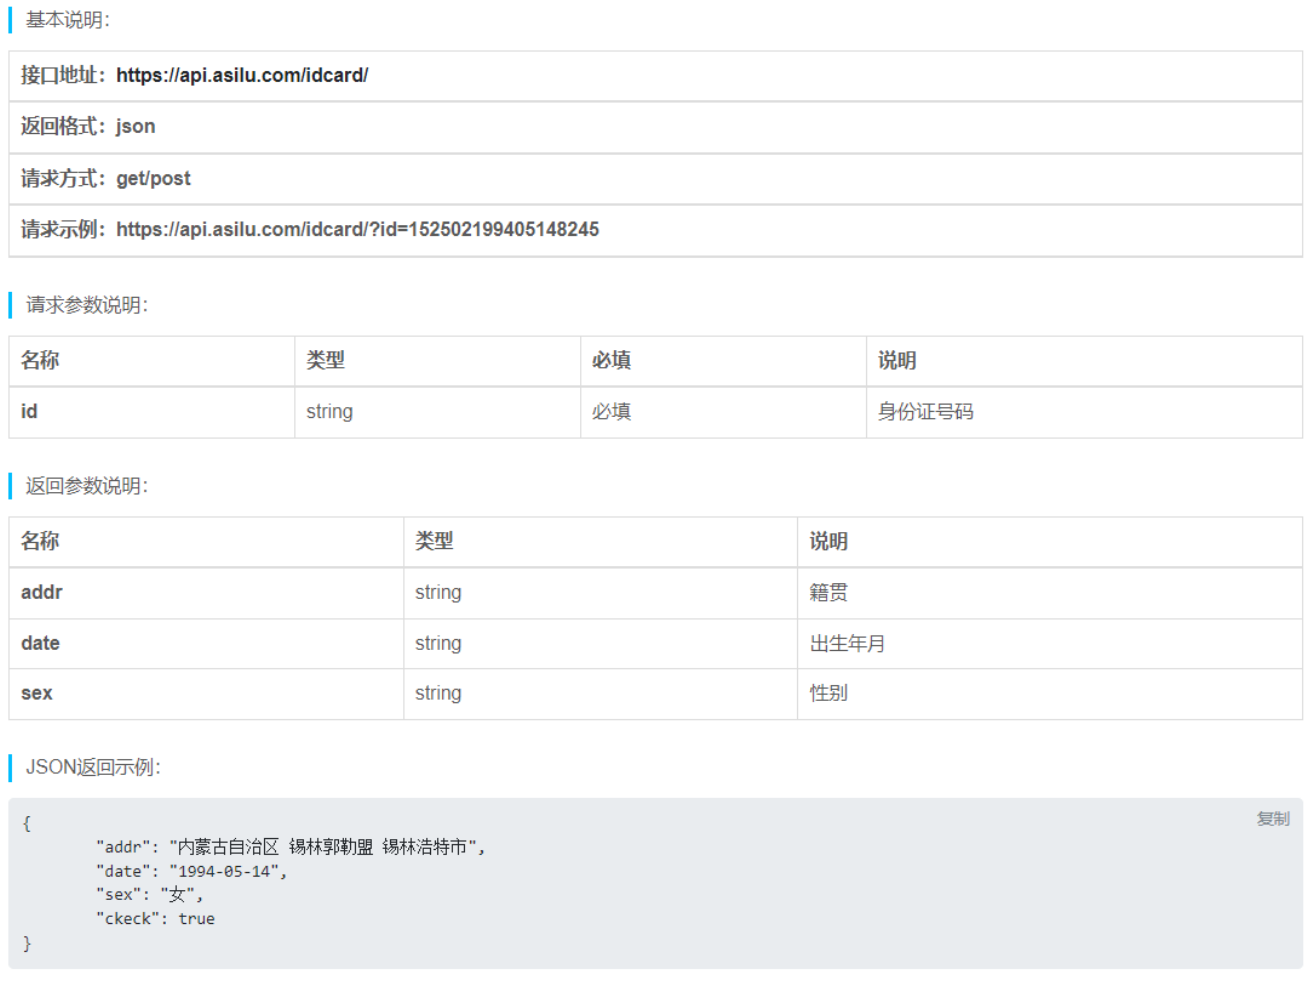 基本说明:
接口地址：https://api.asilu.com/idcard/
返回格式：json
请求方式：get/post
请求示例：https://api.asilu.com/idcard/?id=152502199405148245
请求参数说明:
名称 类型 必填 说明
id string 必填 身份证号码
返回参数说明:
名称 类型 说明
addr string 籍贯
date string 出生年月
sex string 性别
JSON返回示例:
复制
{
"addr": "内蒙古自治区 锡林郭勒盟 锡林浩特市",
"date": "1994-05-14",
"sex": "女",
"ckeck": true
}